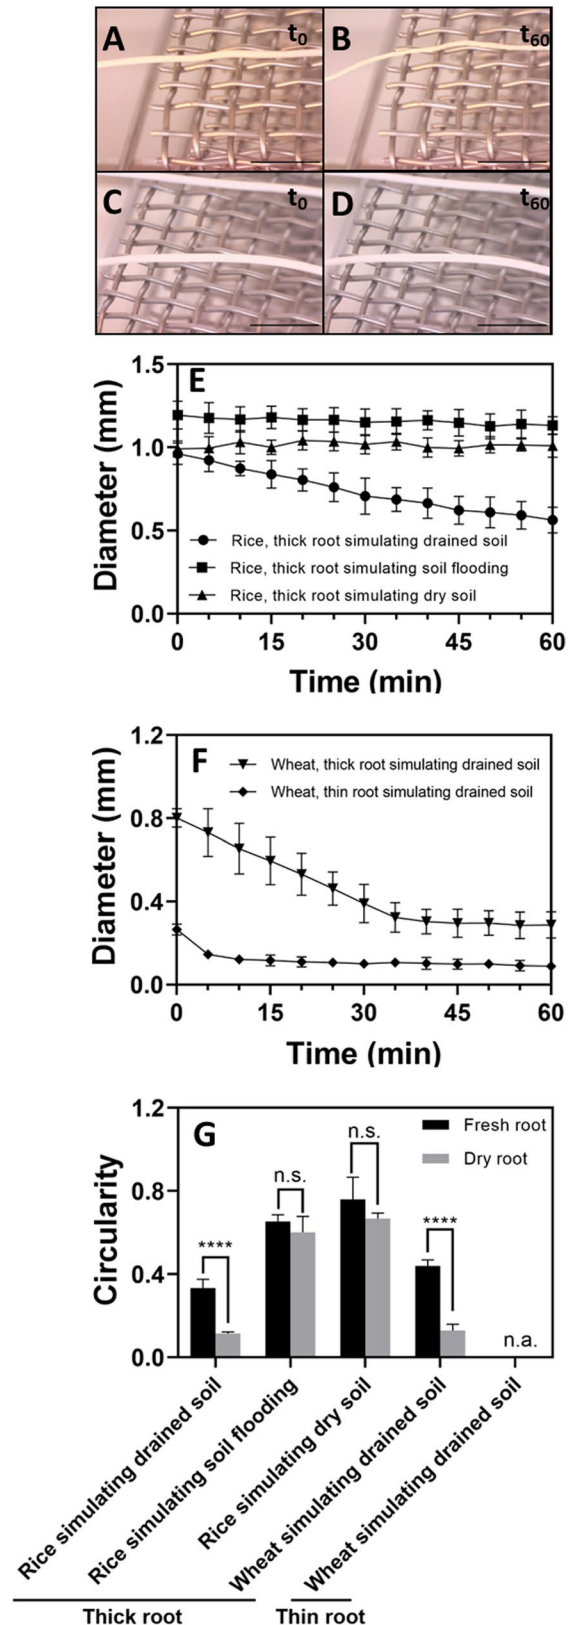 A t0 B t60
C t0 D t60
1.5
E
1.0
0.5
0.0
Diameter (mm)
Rice, thick root simulating drained soil
Rice, thick root simulating soil flooding
Rice, thick root simulating dry soil
0 15 30 45 60
Time (min)
1.2
F
0.8
0.4
0.0
Diameter (mm)
Wheat, thick root simulating drained soil
Wheat, thin root simulating drained soil
0 15 30 45 60
Time (min)
1.2
G
0.8
0.4
0.0
Circularity
Fresh root
Dry root
****
n.s.
n.s.
****
n.a.
Rice simulating drained soil
Rice simulating soil flooding
Rice simulating dry soil
Wheat simulating drained soil
Wheat simulating drained soil
Thick root
Thin root